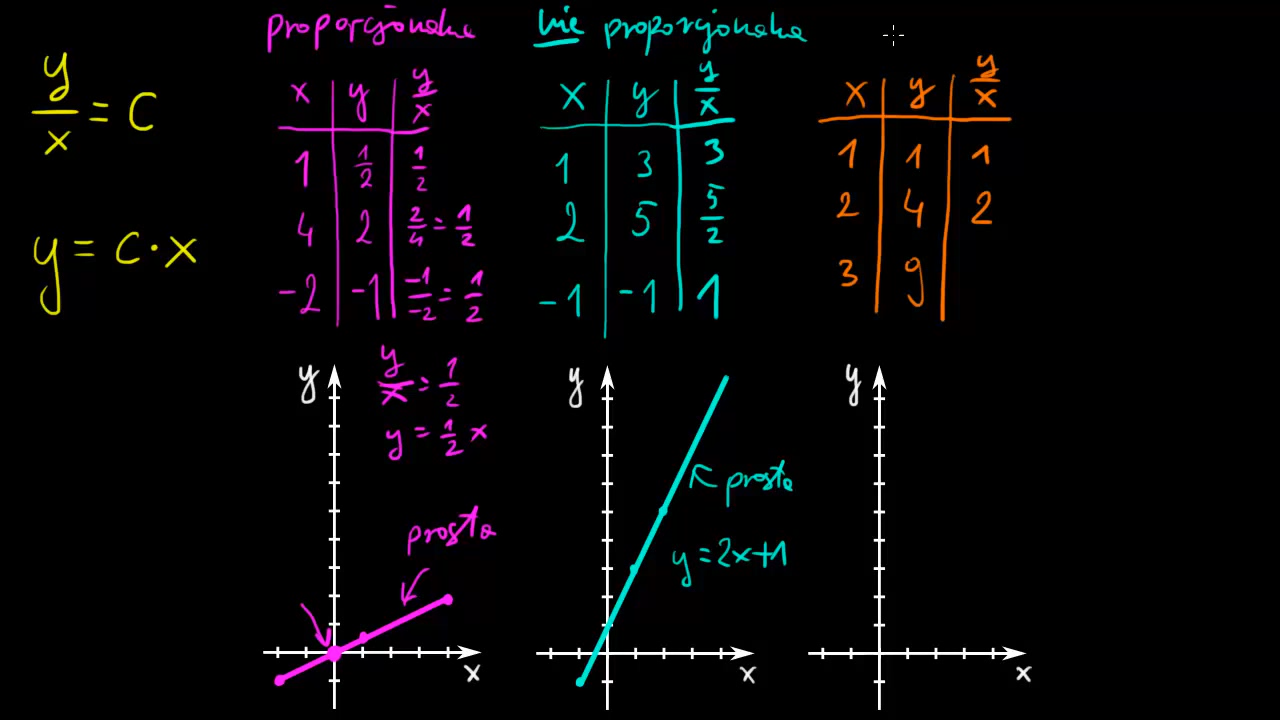 y/x = C
y = C · x
proporcjonalna
x y y/x
1 1/2 1/2
4 2 2/4 = 1/2
-2 -1 -1/-2 = 1/2
y/x = 1/2
y = 1/2 x
y
prosta
x
nie proporcjonalna
x y y/x
1 3 3
2 5 5/2
-1 -1 1
y
prosta
y = 2x+1
x
x y y/x
1 1 1
2 4 2
3 9
y
x